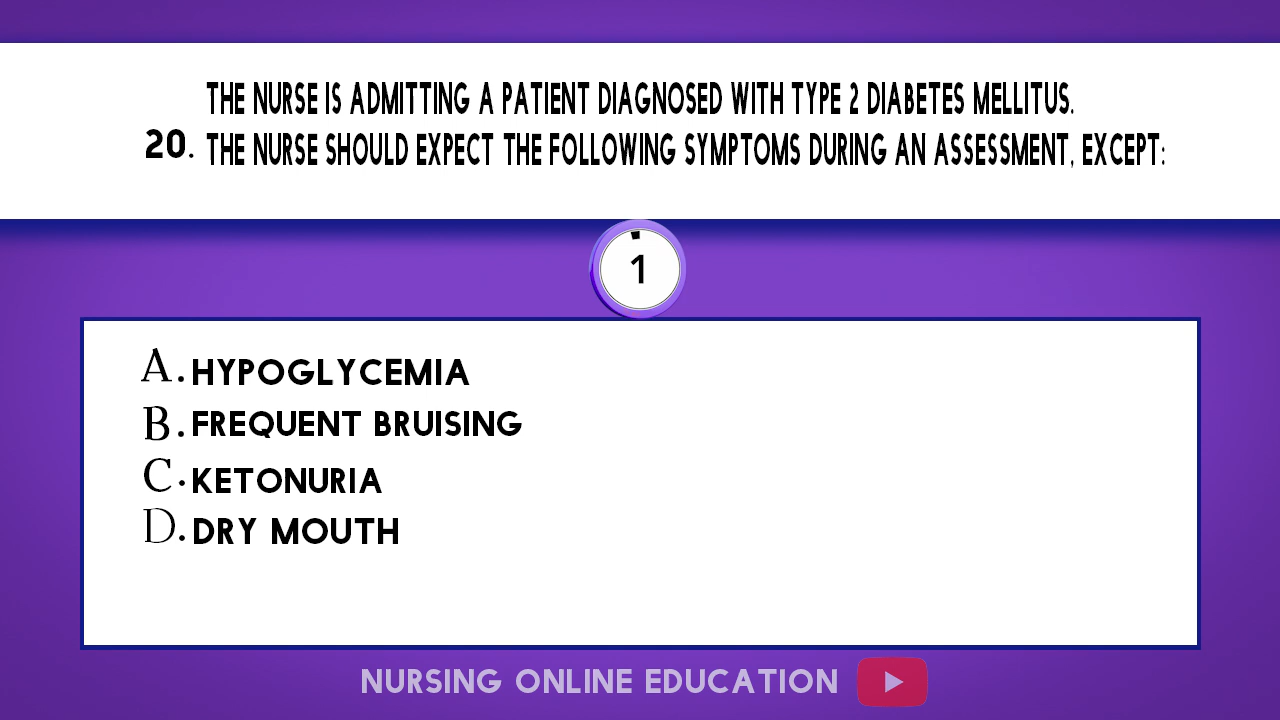 THE NURSE IS ADMITTING A PATIENT DIAGNOSED WITH TYPE 2 DIABETES MELLITUS.
20. THE NURSE SHOULD EXPECT THE FOLLOWING SYMPTOMS DURING AN ASSESSMENT, EXCEPT:
1
A. HYPOGLYCEMIA
B. FREQUENT BRUISING
C. KETONURIA
D. DRY MOUTH
NURSING ONLINE EDUCATION